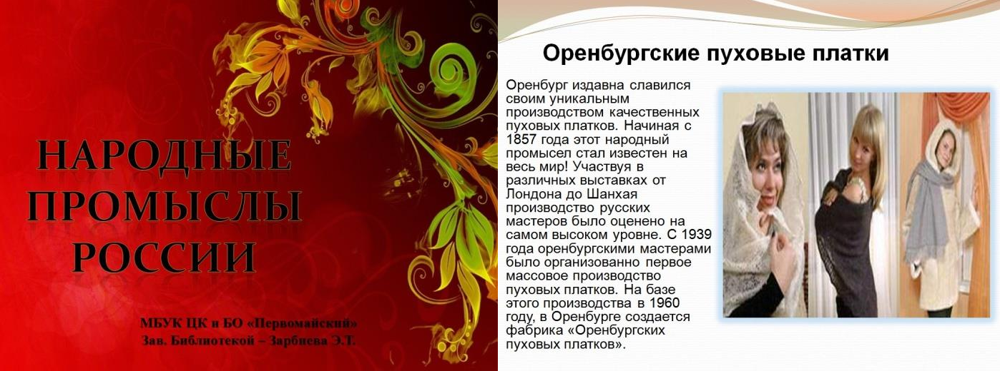 НАРОДНЫЕ
ПРОМЫСЛЫ
РОССИИ
МБУК ЦК и БО «Первомайский»
Зав. Библиотекой – Зарбиева Э.Т.
Оренбургские пуховые платки
Оренбург издавна славился
своим уникальным
производством качественных
пуховых платков. Начиная с
1857 года этот народный
промысел стал известен на
весь мир! Участвуя в
различных выставках от
Лондона до Шанхая
производство русских
мастеров было оценено на
самом высоком уровне. С 1939
года оренбургскими мастерами
было организованно первое
массовое производство
пуховых платков. На базе
этого производства в 1960
году, в Оренбурге создается
фабрика «Оренбургских
пуховых платков».